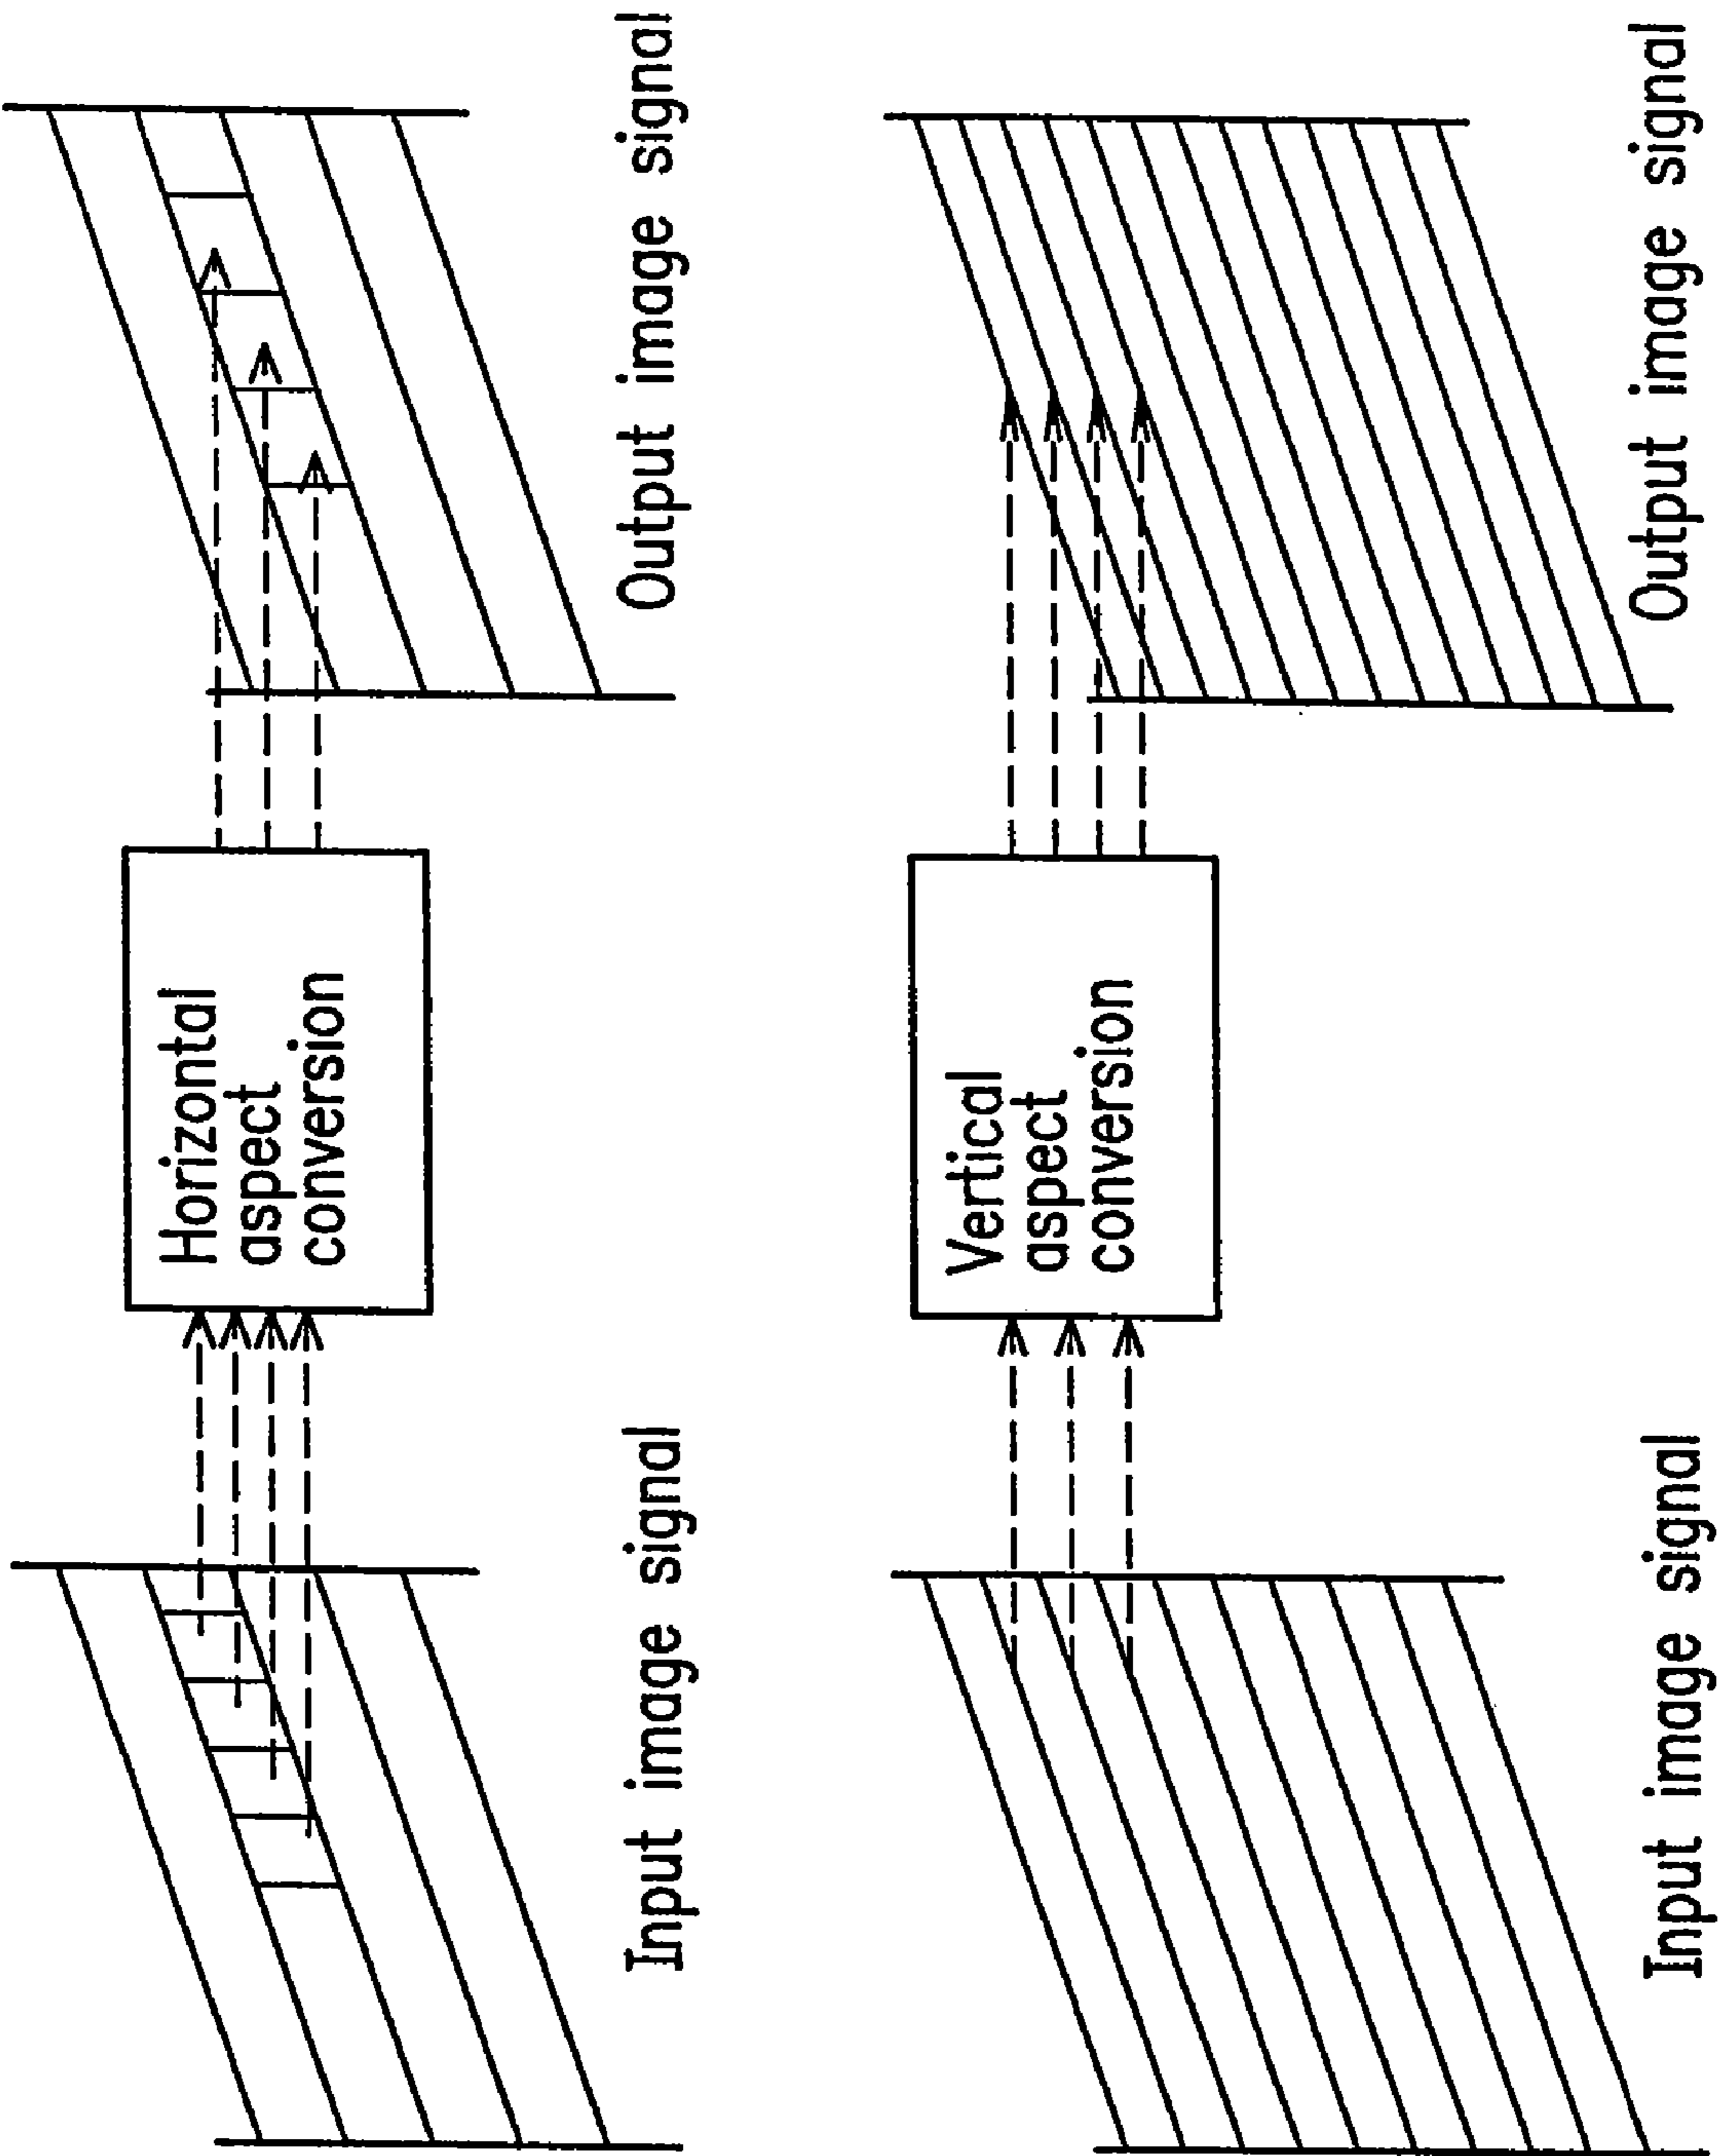 Input image signal
Horizontal
aspect
conversion
Output image signal
Input image signal
Vertical
aspect
conversion
Output image signal